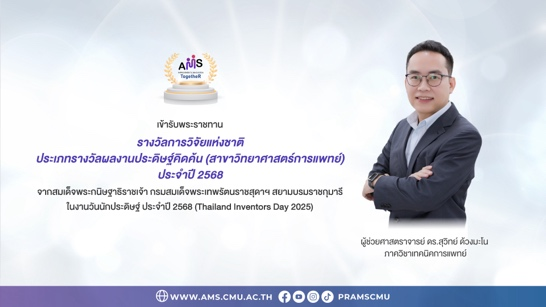 AMS
TogetheR
เข้ารับพระราชทาน
รางวัลการวิจัยแห่งชาติ
ประเภทรางวัลผลงานประดิษฐ์คิดค้น (สาขาวิทยาศาสตร์การแพทย์)
ประจำปี 2568
จากสมเด็จพระกนิษฐาธิราชเจ้า กรมสมเด็จพระเทพรัตนราชสุดาฯ สยามบรมราชกุมารี
ในงานวันนักประดิษฐ์ ประจำปี 2568 (Thailand Inventors Day 2025)
ผู้ช่วยศาสตราจารย์ ดร.สุวิทย์ ด้วงมะโน
ภาควิชาเทคนิคการแพทย์
WWW.AMS.CMU.AC.TH PRAMSCMU